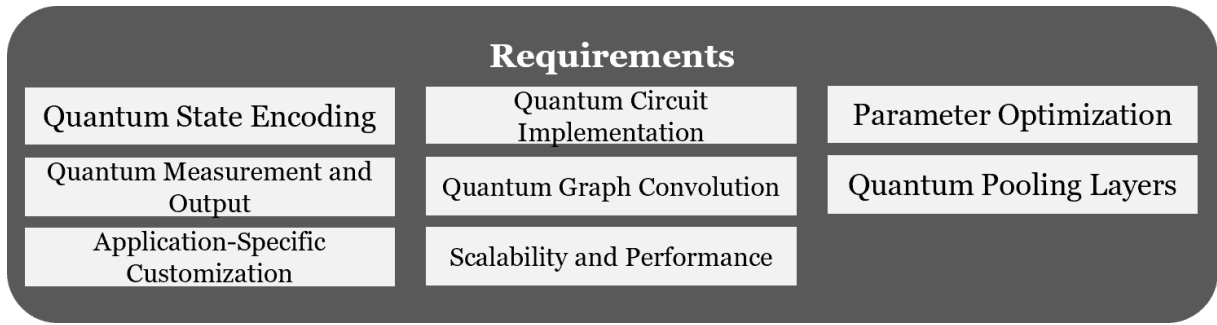 Requirements
Quantum State Encoding
Quantum Circuit
Implementation
Parameter Optimization
Quantum Measurement and
Output
Quantum Graph Convolution
Quantum Pooling Layers
Application-Specific
Customization
Scalability and Performance